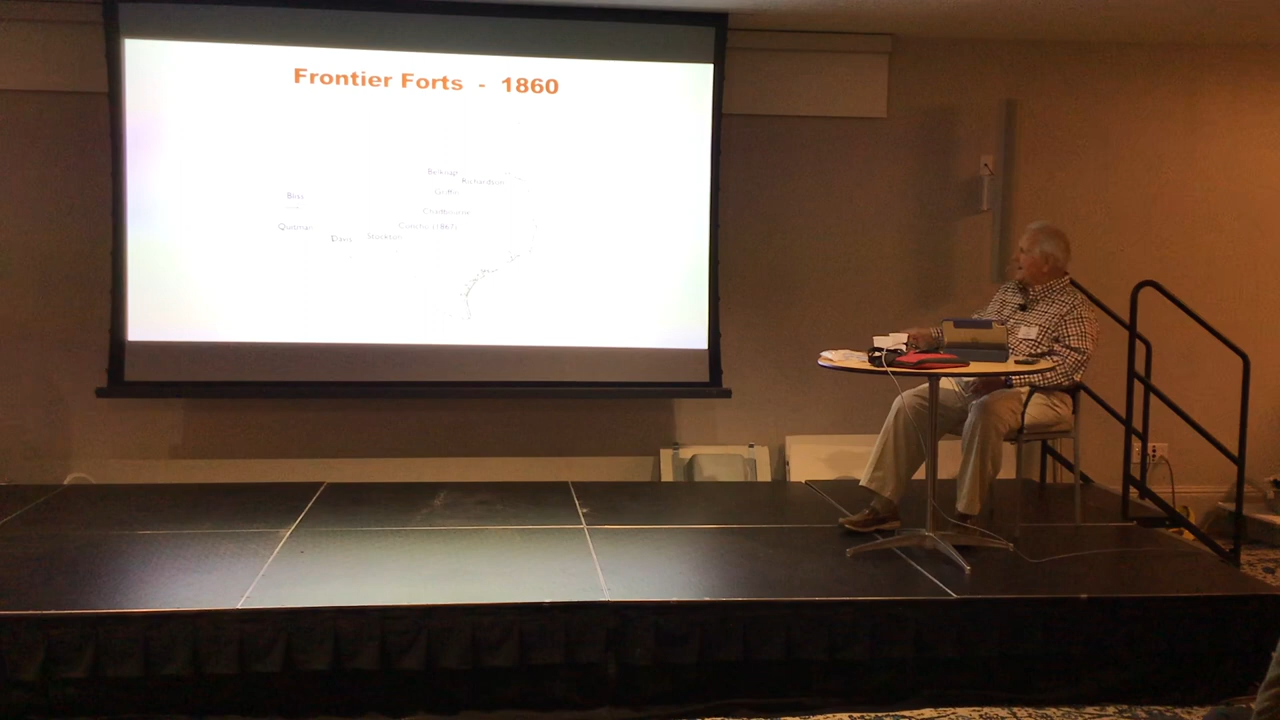 Frontier Forts - 1860
Belknap
Richardson
Griffin
Bliss
Chadbourne
Quitman
Concho (1867)
Davis
Stockton